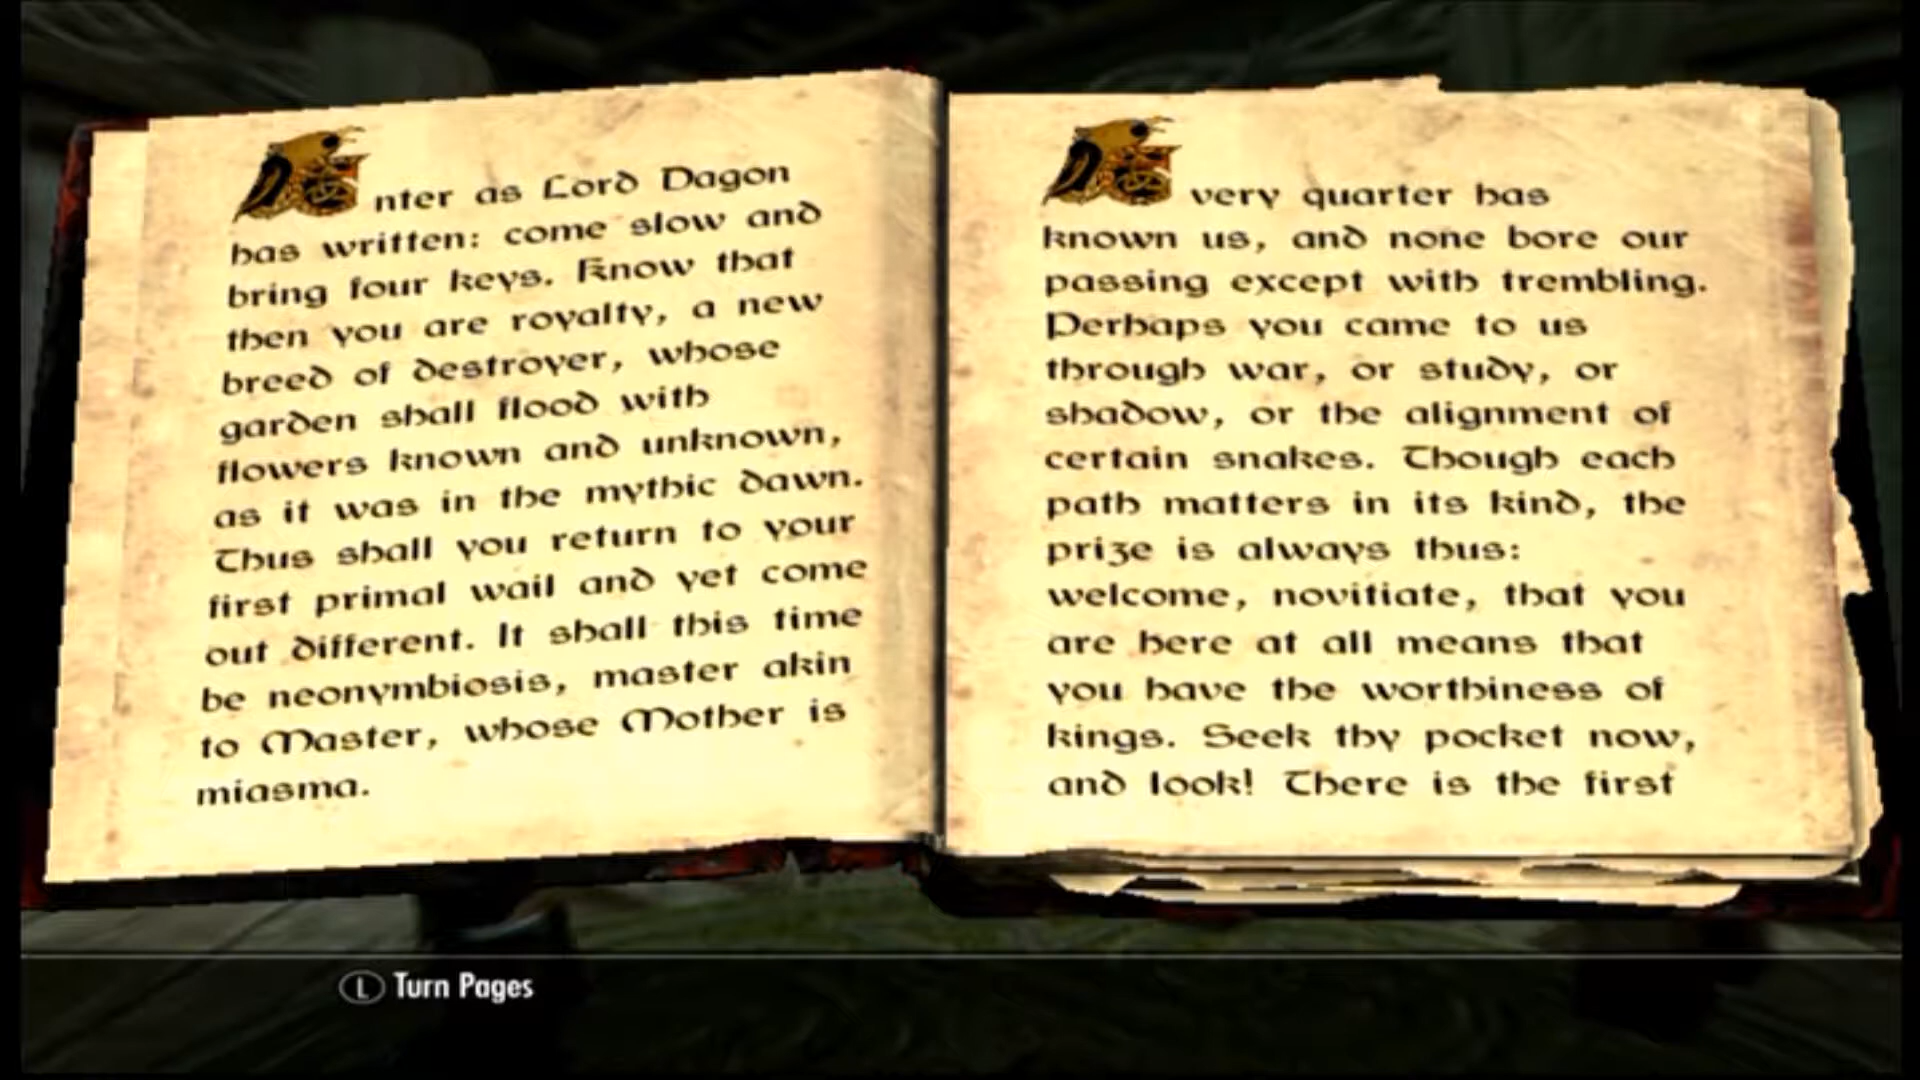 Enter as Lord Dagon
has written: come slow and
bring four keys. Know that
then you are royalty, a new
breed of destroyer, whose
garden shall flood with
flowers known and unknown,
as it was in the mythic dawn.
Thus shall you return to your
first primal wail and yet come
out different. It shall this time
be neonymbiosis, master akin
to Master, whose Mother is
miasma.
Every quarter has
known us, and none bore our
passing except with trembling.
Perhaps you came to us
through war, or study, or
shadow, or the alignment of
certain snakes. Though each
path matters in its kind, the
prize is always thus:
welcome, novitiate, that you
are here at all means that
you have the worthiness of
kings. Seek thy pocket now,
and look! There is the first
L Turn Pages